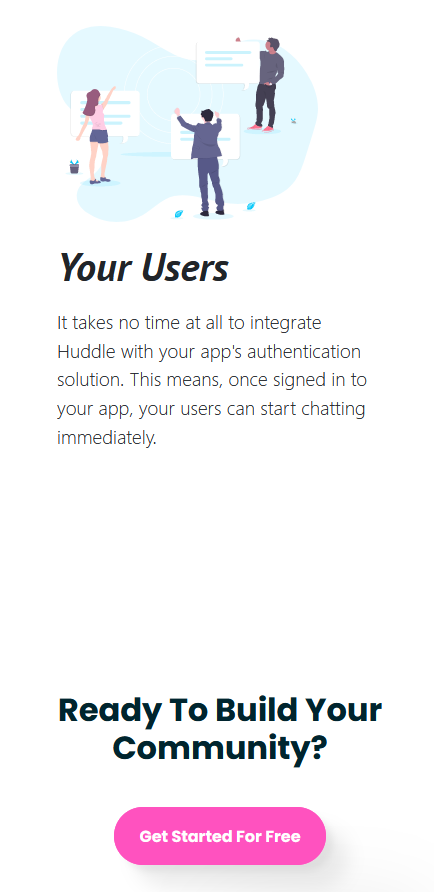 Your Users
It takes no time at all to integrate
Huddle with your app's authentication
solution. This means, once signed in to
your app, your users can start chatting
immediately.
Ready To Build Your
Community?
Get Started For Free